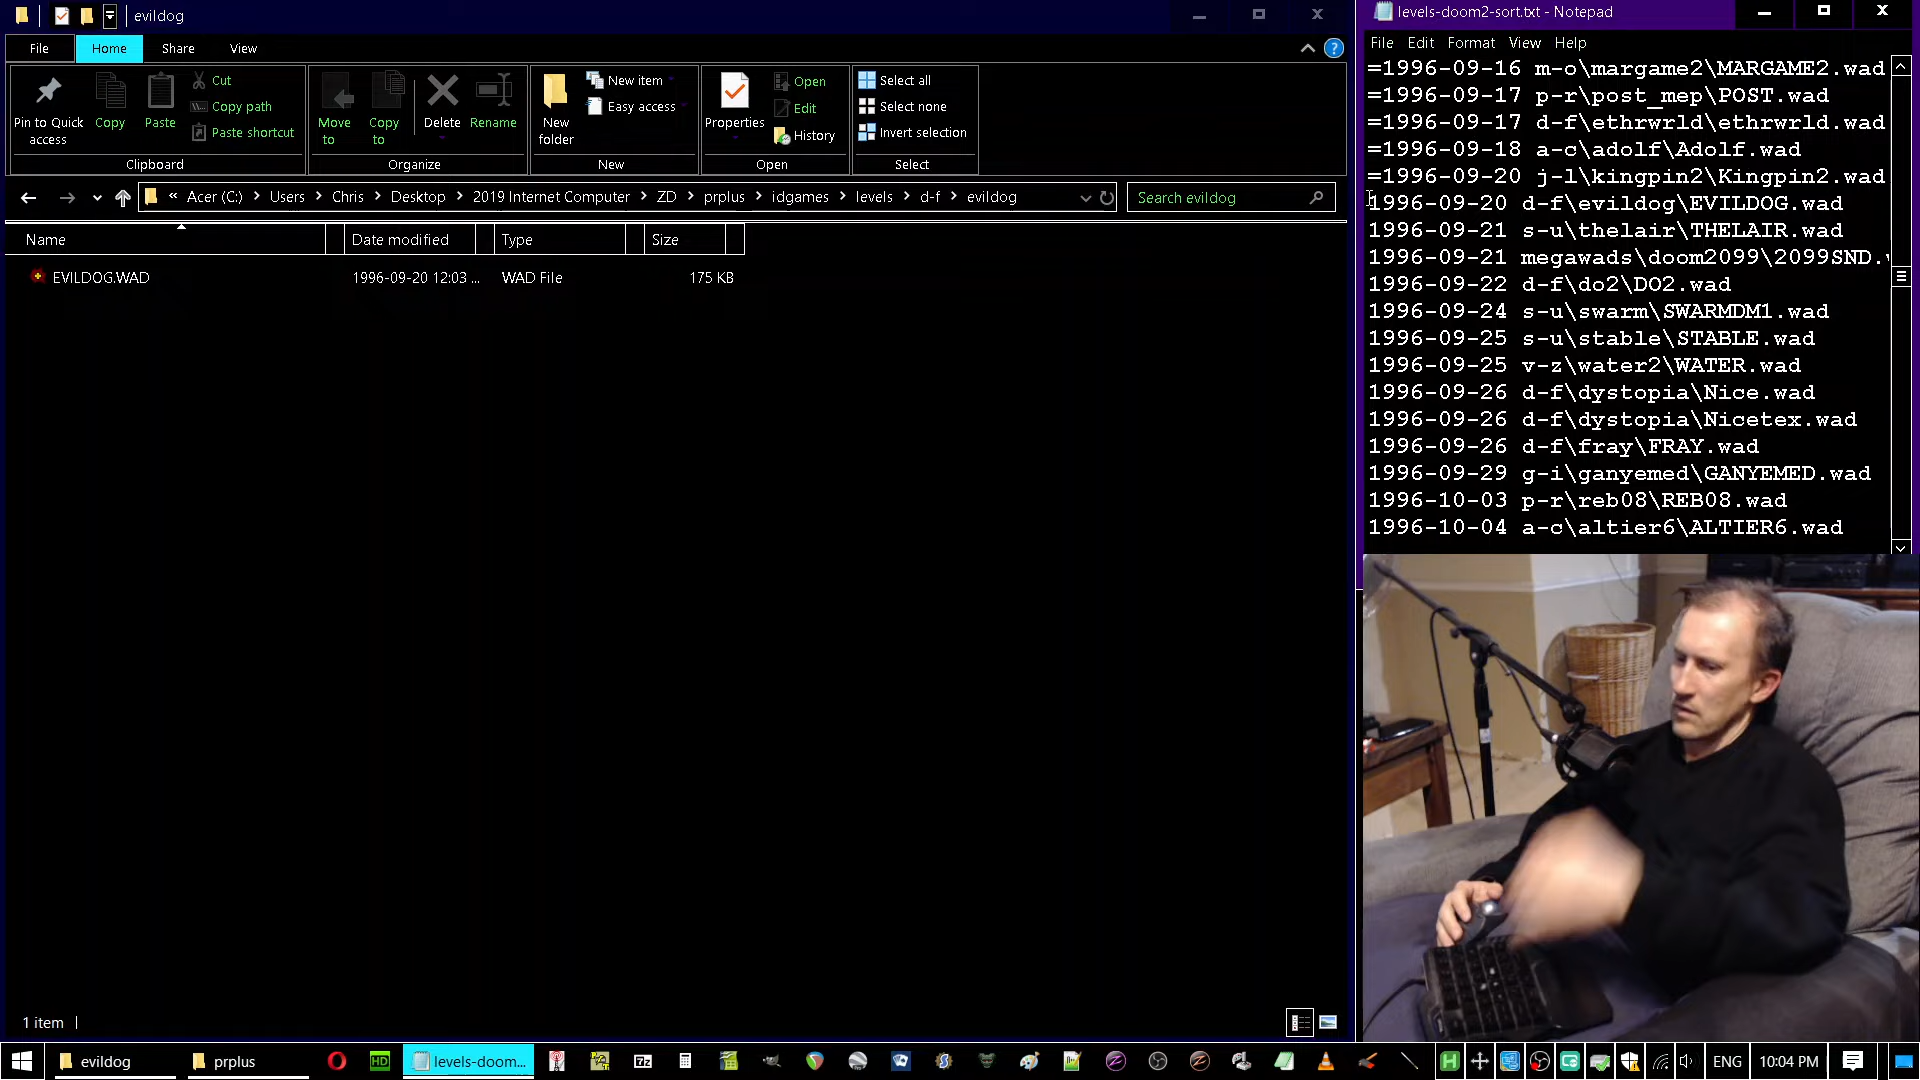 evildog
File Home Share View
Pin to Quick access
Copy
Paste
Cut
Copy path
Paste shortcut
Clipboard
Move to
Copy to
Delete
Rename
Organize
New folder
New item
Easy access
New
Properties
Open
Edit
History
Open
Select all
Select none
Invert selection
Select
« Acer (C:) > Users > Chris > Desktop > 2019 Internet Computer > ZD > prplus > idgames > levels > d-f > evildog
Search evildog
Name Date modified Type Size
EVILDOG.WAD 1996-09-20 12:03 ... WAD File 175 KB
1 item
levels-doom2-sort.txt - Notepad
File Edit Format View Help
=1996-09-16 m-o\margame2\MARGAME2.wad
=1996-09-17 p-r\post_mep\POST.wad
=1996-09-17 d-f\ethrwrld\ethrwrld.wad
=1996-09-18 a-c\adolf\Adolf.wad
=1996-09-20 j-l\kingpin2\Kingpin2.wad
1996-09-20 d-f\evildog\EVILDOG.wad
1996-09-21 s-u\thelair\THELAIR.wad
1996-09-21 megawads\doom2099\2099SND.
1996-09-22 d-f\do2\DO2.wad
1996-09-24 s-u\swarm\SWARMDM1.wad
1996-09-25 s-u\stable\STABLE.wad
1996-09-25 v-z\water2\WATER.wad
1996-09-26 d-f\dystopia\Nice.wad
1996-09-26 d-f\dystopia\Nicetex.wad
1996-09-26 d-f\fray\FRAY.wad
1996-09-29 g-i\ganyemed\GANYEMED.wad
1996-10-03 p-r\reb08\REB08.wad
1996-10-04 a-c\altier6\ALTIER6.wad
evildog prplus HD levels-doom... 7z ENG 10:04 PM